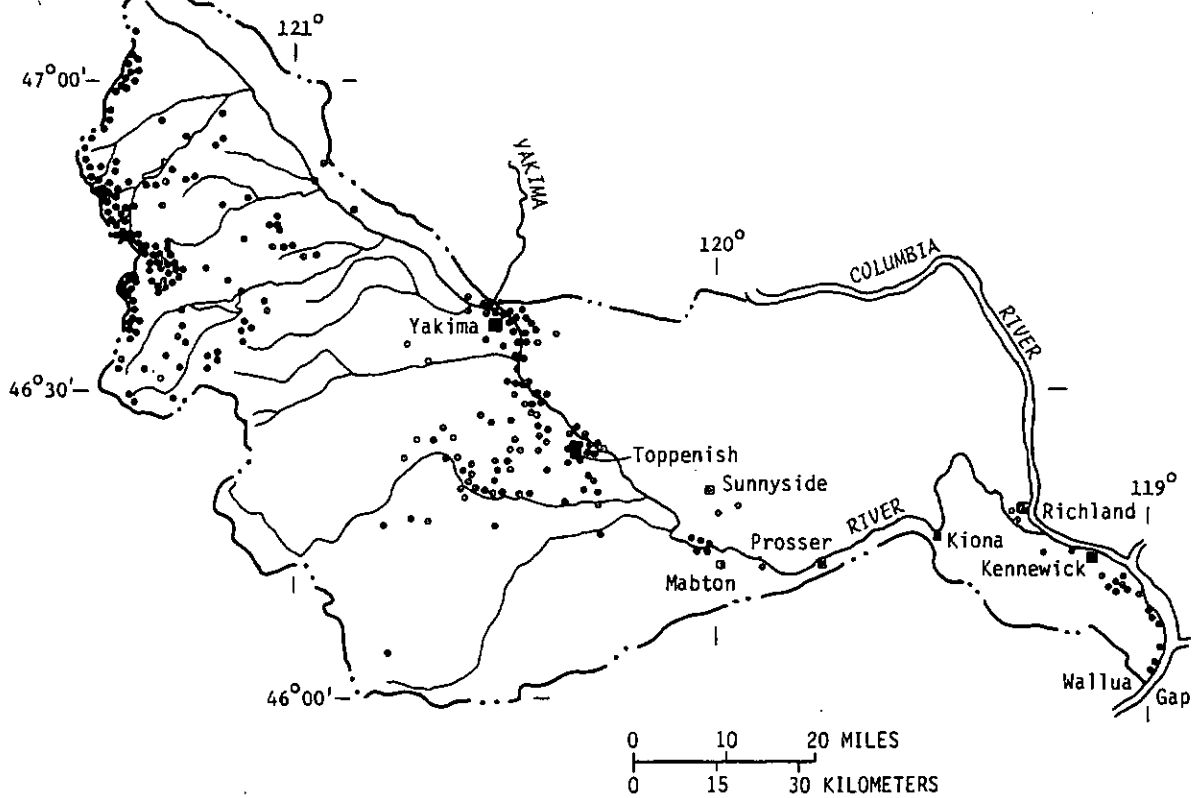 121°
47°00'
YAKIMA
120°
COLUMBIA
RIVER
Yakima
46°30'
Toppenish
Sunnyside
119°
Richland
RIVER
Prosser
Kiona
Kennewick
Mabton
Wallua
Gap
46°00'
0 10 20 MILES
0 15 30 KILOMETERS